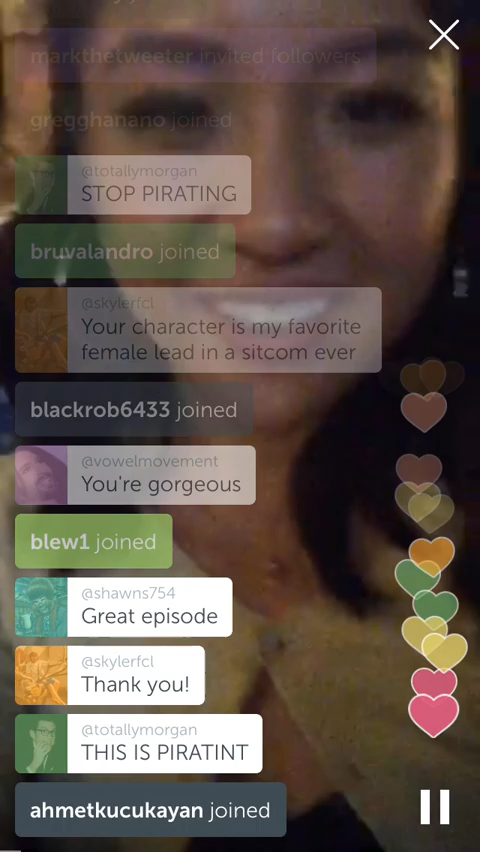 markthetweeter invited followers
gregghanano joined
@totallymorgan
STOP PIRATING
bruvalandro joined
@skylerfcl
Your character is my favorite
female lead in a sitcom ever
blackrob6433 joined
@vowelmovement
You're gorgeous
blew1 joined
@shawns754
Great episode
@skylerfcl
Thank you!
@totallymorgan
THIS IS PIRATINT
ahmetkucukayan joined